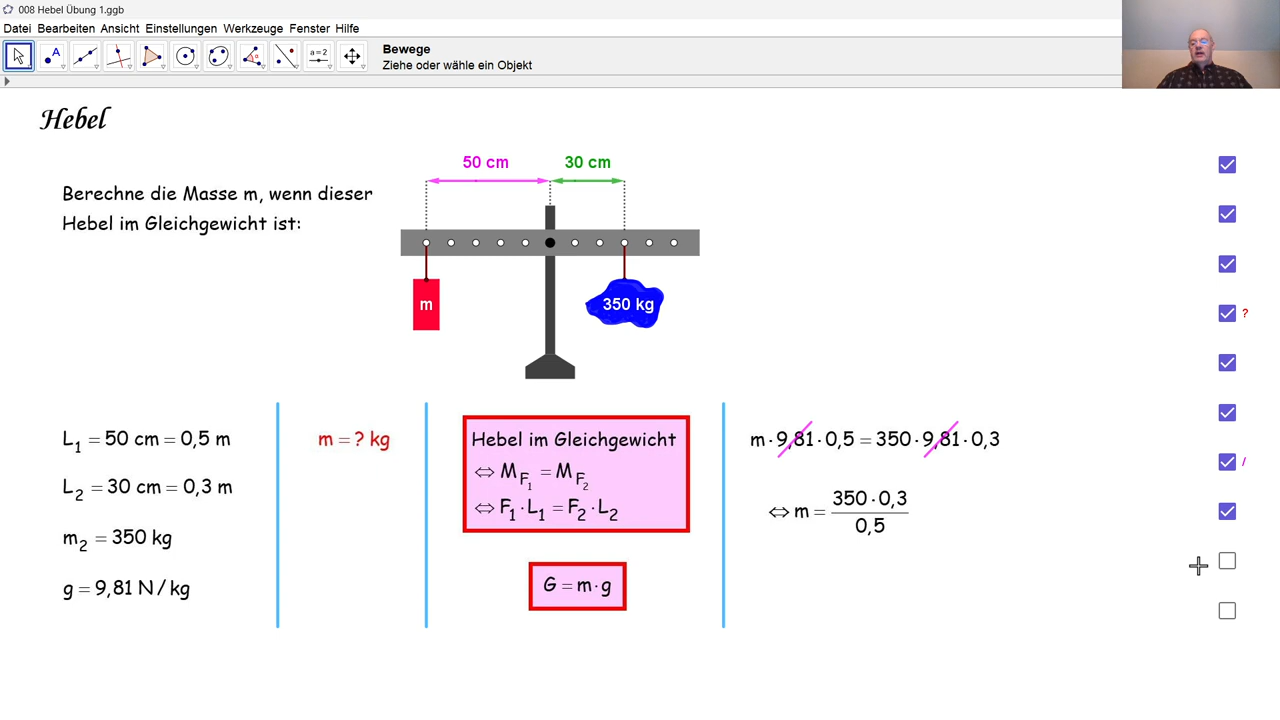 008 Hebel Übung 1.ggb
Datei Bearbeiten Ansicht Einstellungen Werkzeuge Fenster Hilfe
A
a=2
Bewege
Ziehe oder wähle ein Objekt
Hebel
50 cm
30 cm
Berechne die Masse m, wenn dieser
Hebel im Gleichgewicht ist:
m
350 kg
?
/
L₁ = 50 cm = 0,5 m
L₂ = 30 cm = 0,3 m
m₂ = 350 kg
g = 9,81 N / kg
m = ? kg
Hebel im Gleichgewicht
⇔ M_F₁ = M_F₂
⇔ F₁ · L₁ = F₂ · L₂
G = m · g
m · 9,81 · 0,5 = 350 · 9,81 · 0,3
⇔ m = 350 · 0,3
0,5